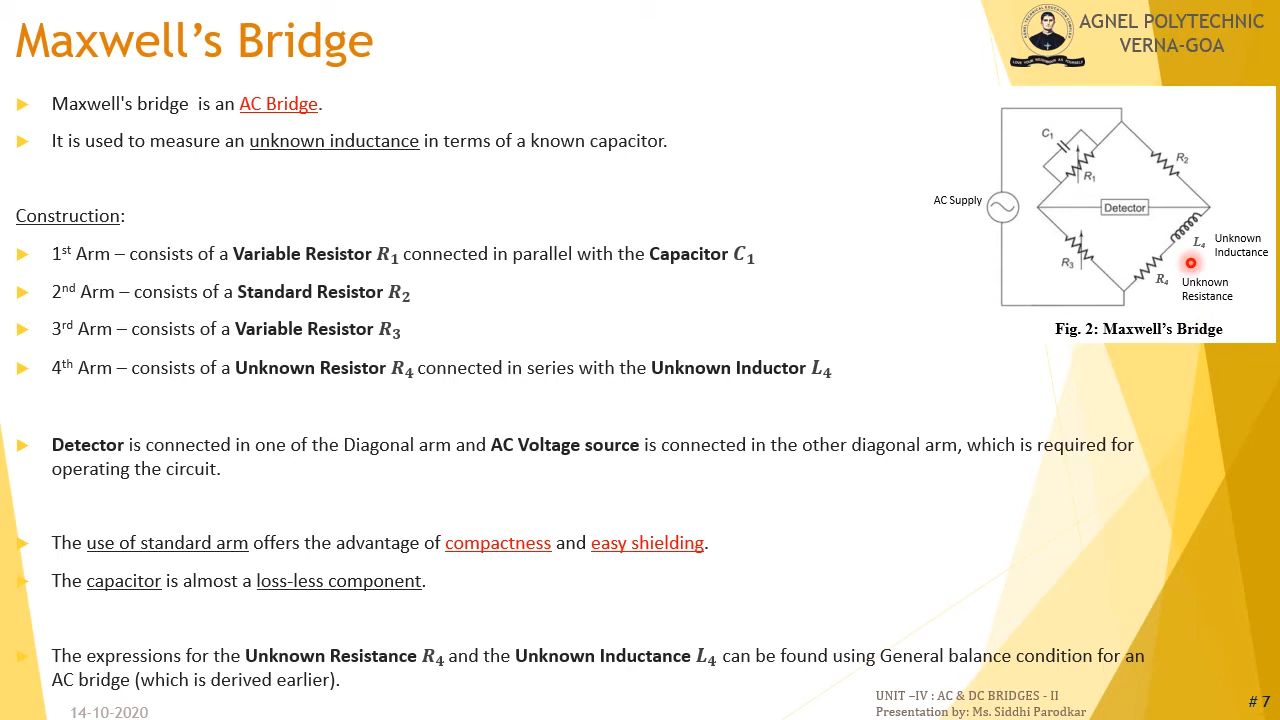 Maxwell's Bridge
AGNEL POLYTECHNIC
VERNA-GOA
LOVE YOUR NEIGHBOUR AS YOURSELF
Maxwell's bridge is an AC Bridge.
It is used to measure an unknown inductance in terms of a known capacitor.
Construction:
1st Arm – consists of a Variable Resistor R1 connected in parallel with the Capacitor C1
2nd Arm – consists of a Standard Resistor R2
3rd Arm – consists of a Variable Resistor R3
4th Arm – consists of a Unknown Resistor R4 connected in series with the Unknown Inductor L4
Detector is connected in one of the Diagonal arm and AC Voltage source is connected in the other diagonal arm, which is required for
operating the circuit.
The use of standard arm offers the advantage of compactness and easy shielding.
The capacitor is almost a loss-less component.
The expressions for the Unknown Resistance R4 and the Unknown Inductance L4 can be found using General balance condition for an
AC bridge (which is derived earlier).
C1
R1
R2
AC Supply
Detector
R3
L4
Unknown
Inductance
R4
Unknown
Resistance
Fig. 2: Maxwell's Bridge
14-10-2020
UNIT –IV : AC & DC BRIDGES - II
Presentation by: Ms. Siddhi Parodkar
# 7